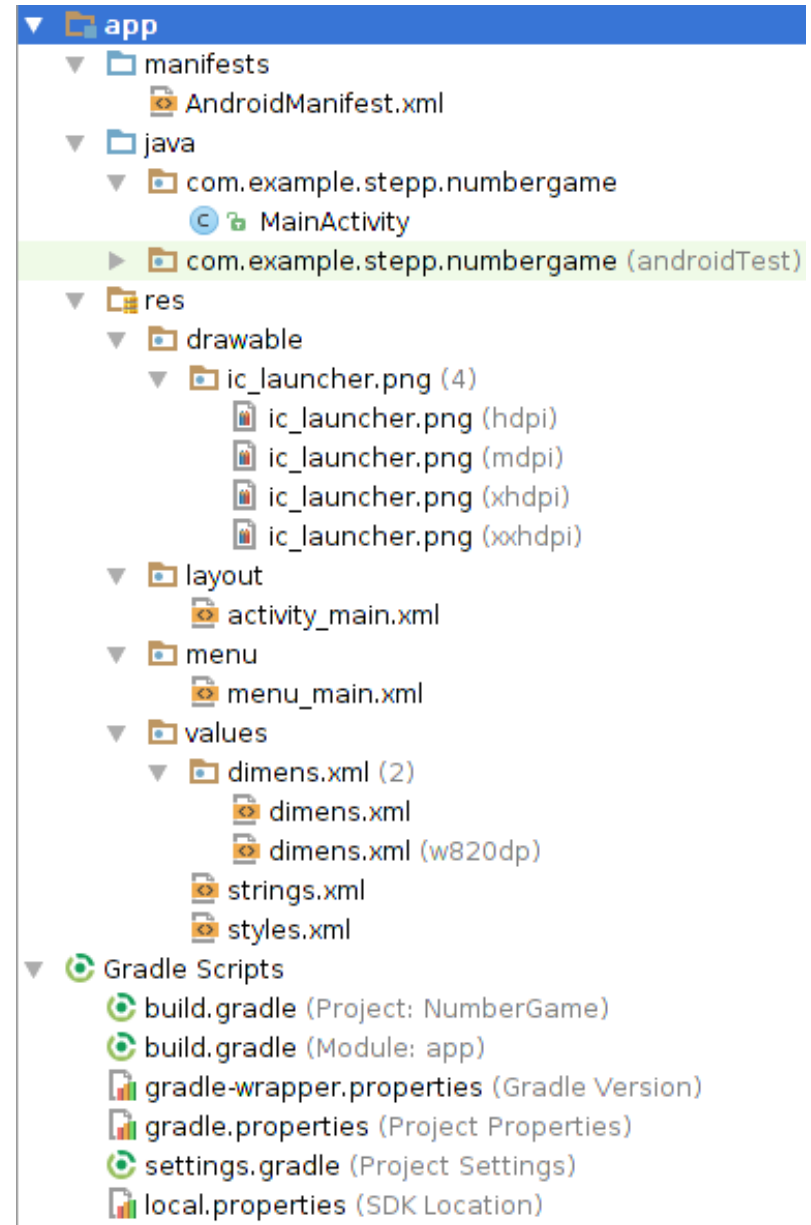 app
manifests
AndroidManifest.xml
java
com.example.stepp.numbergame
C MainActivity
com.example.stepp.numbergame (androidTest)
res
drawable
ic_launcher.png (4)
ic_launcher.png (hdpi)
ic_launcher.png (mdpi)
ic_launcher.png (xhdpi)
ic_launcher.png (xxhdpi)
layout
activity_main.xml
menu
menu_main.xml
values
dimens.xml (2)
dimens.xml
dimens.xml (w820dp)
strings.xml
styles.xml
Gradle Scripts
build.gradle (Project: NumberGame)
build.gradle (Module: app)
gradle-wrapper.properties (Gradle Version)
gradle.properties (Project Properties)
settings.gradle (Project Settings)
local.properties (SDK Location)